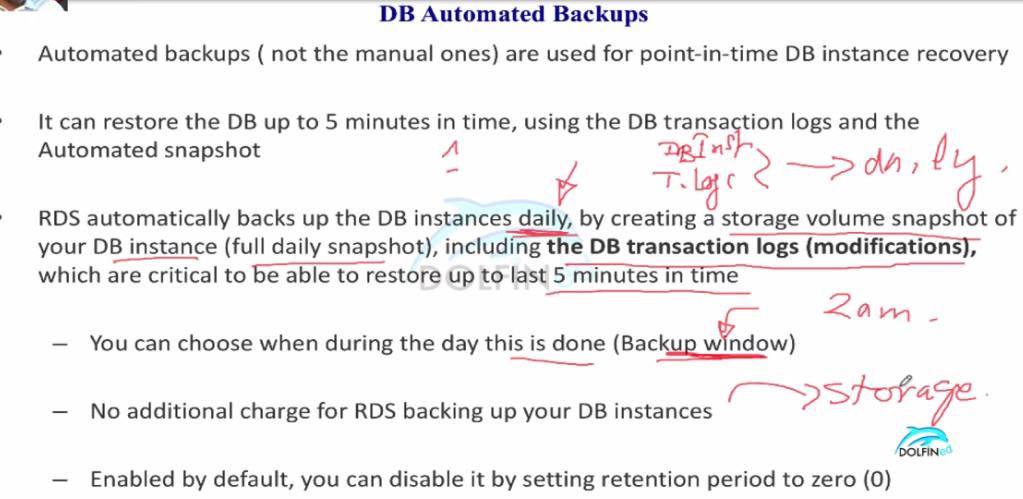 DB Automated Backups
Automated backups ( not the manual ones) are used for point-in-time DB instance recovery
It can restore the DB up to 5 minutes in time, using the DB transaction logs and the
Automated snapshot
DB Inst
T. logs
daily.
RDS automatically backs up the DB instances daily, by creating a storage volume snapshot of
your DB instance (full daily snapshot), including the DB transaction logs (modifications),
which are critical to be able to restore up to last 5 minutes in time
DOLFIN
2am.
– You can choose when during the day this is done (Backup window)
storage.
– No additional charge for RDS backing up your DB instances
DOLFINed
– Enabled by default, you can disable it by setting retention period to zero (0)